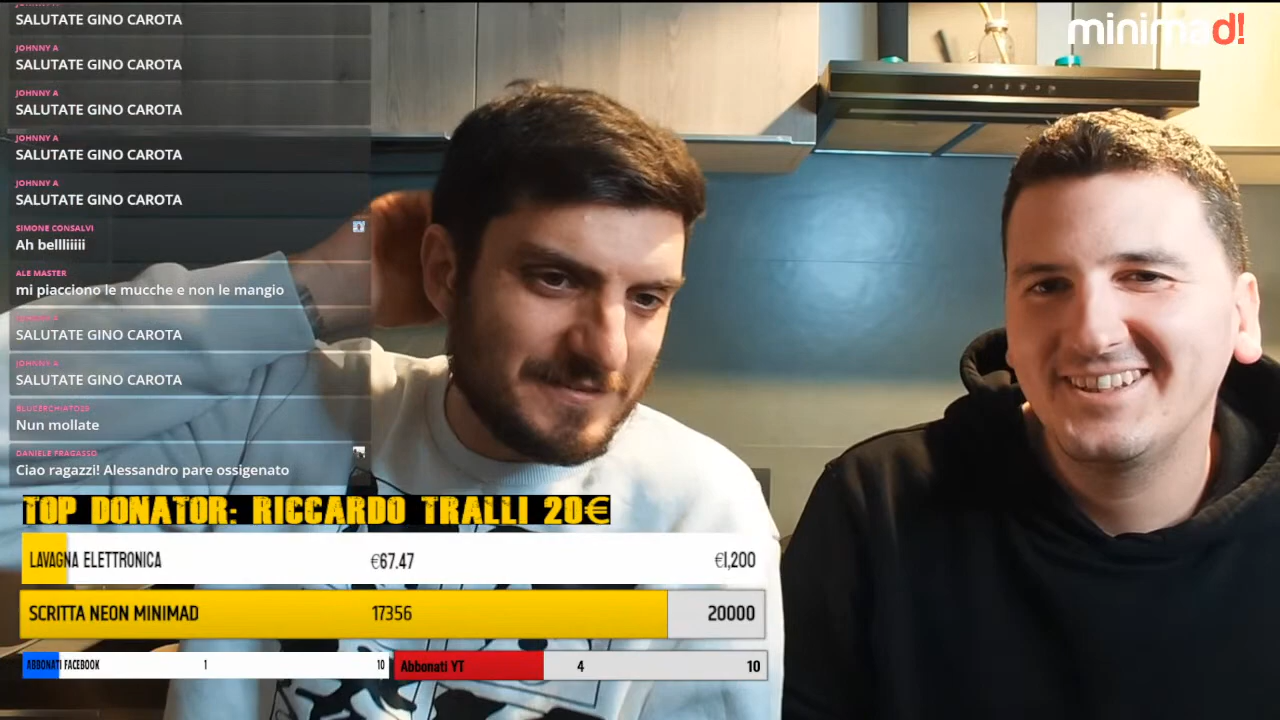 SALUTATE GINO CAROTA
JOHNNY A
SALUTATE GINO CAROTA
JOHNNY A
SALUTATE GINO CAROTA
JOHNNY A
SALUTATE GINO CAROTA
JOHNNY A
SALUTATE GINO CAROTA
SIMONE CONSALVI
Ah bellliiiii
ALE MASTER
mi piacciono le mucche e non le mangio
SALUTATE GINO CAROTA
JOHNNY A
SALUTATE GINO CAROTA
BLUDERCHIATO29
Nun mollate
DANIELE FRAGASSO
Ciao ragazzi! Alessandro pare ossigenato
TOP DONATOR: RICCARDO TRALLI 20€
LAVAGNA ELETTRONICA €67.47 €1,200
SCRITTA NEON MINIMAD 17356 20000
ABBONATI FACEBOOK 1 10
Abbonati YT 4 10
minimad!